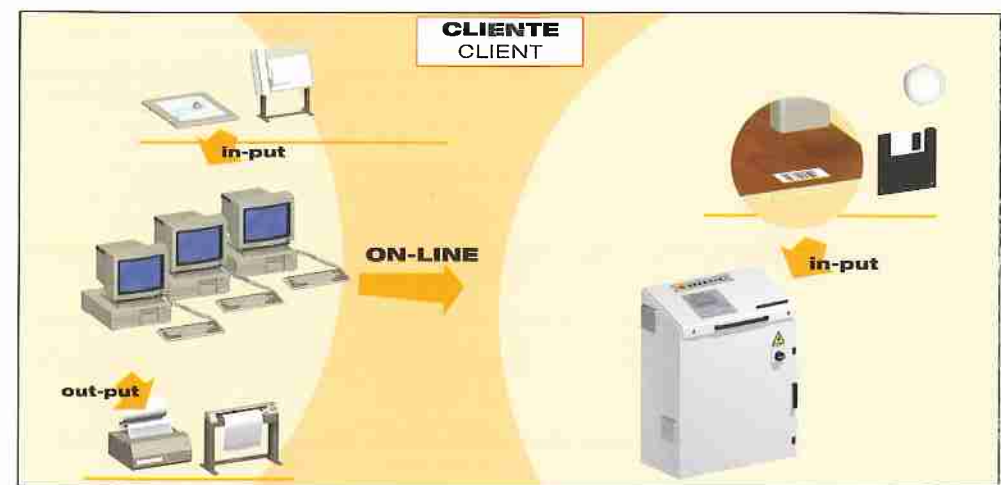 CLIENTE
CLIENT
in-put
ON-LINE
in-put
out-put